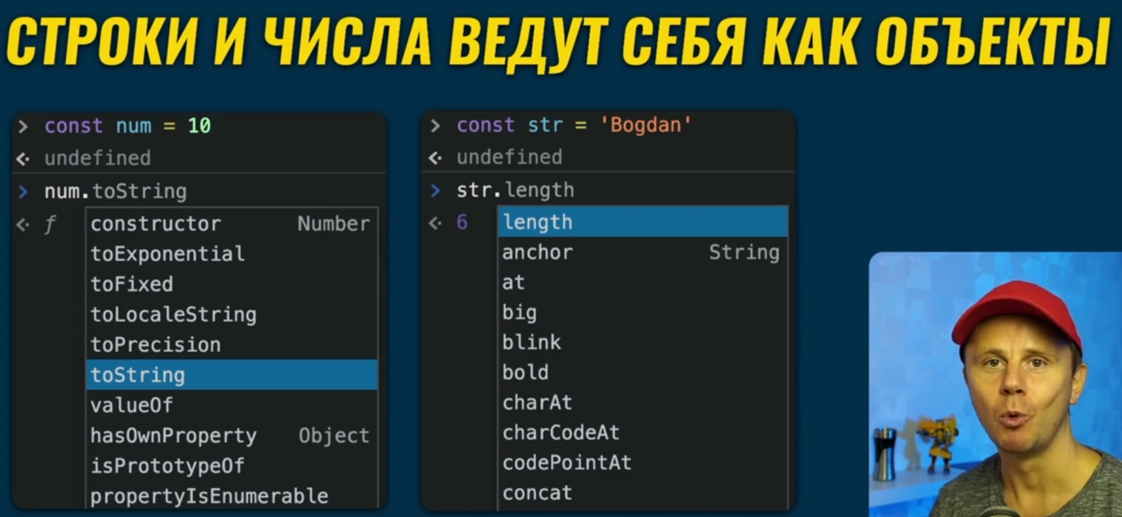 СТРОКИ И ЧИСЛА ВЕДУТ СЕБЯ КАК ОБЪЕКТЫ
> const num = 10
<· undefined
> num.toString
<· f
constructor Number
toExponential
toFixed
toLocaleString
toPrecision
toString
valueOf
hasOwnProperty Object
isPrototypeOf
propertyIsEnumerable
> const str = 'Bogdan'
<· undefined
> str.length
<· 6
length
anchor String
at
big
blink
bold
charAt
charCodeAt
codePointAt
concat